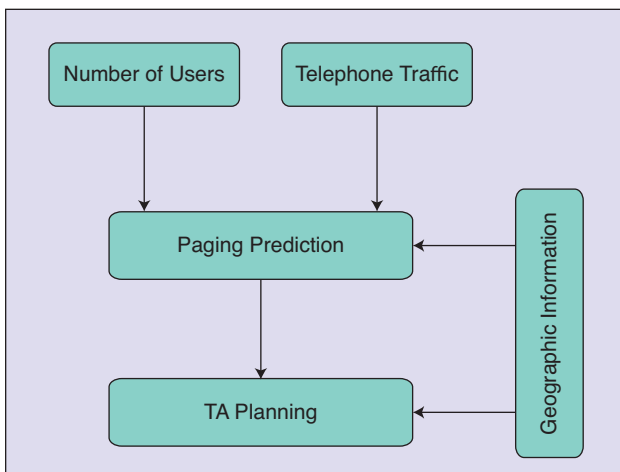 Number of Users
Telephone Traffic
Paging Prediction
Geographic Information
TA Planning